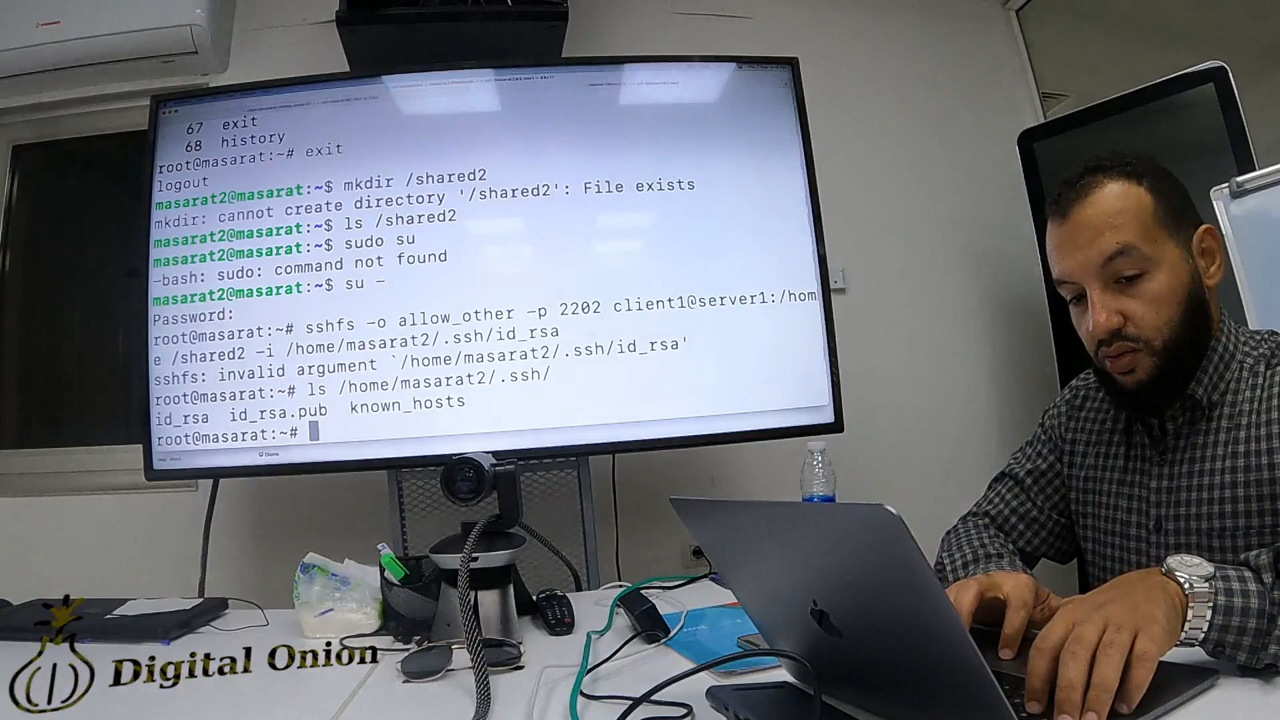 67  exit
68  history
root@masarat:~# exit
logout
masarat2@masarat:~$ mkdir /shared2
mkdir: cannot create directory '/shared2': File exists
masarat2@masarat:~$ ls /shared2
masarat2@masarat:~$ sudo su
-bash: sudo: command not found
masarat2@masarat:~$ su -
Password:
root@masarat:~# sshfs -o allow_other -p 2202 client1@server1:/hom
e /shared2 -i /home/masarat2/.ssh/id_rsa
sshfs: invalid argument `/home/masarat2/.ssh/id_rsa'
root@masarat:~# ls /home/masarat2/.ssh/
id_rsa  id_rsa.pub  known_hosts
root@masarat:~#
Digital Onion